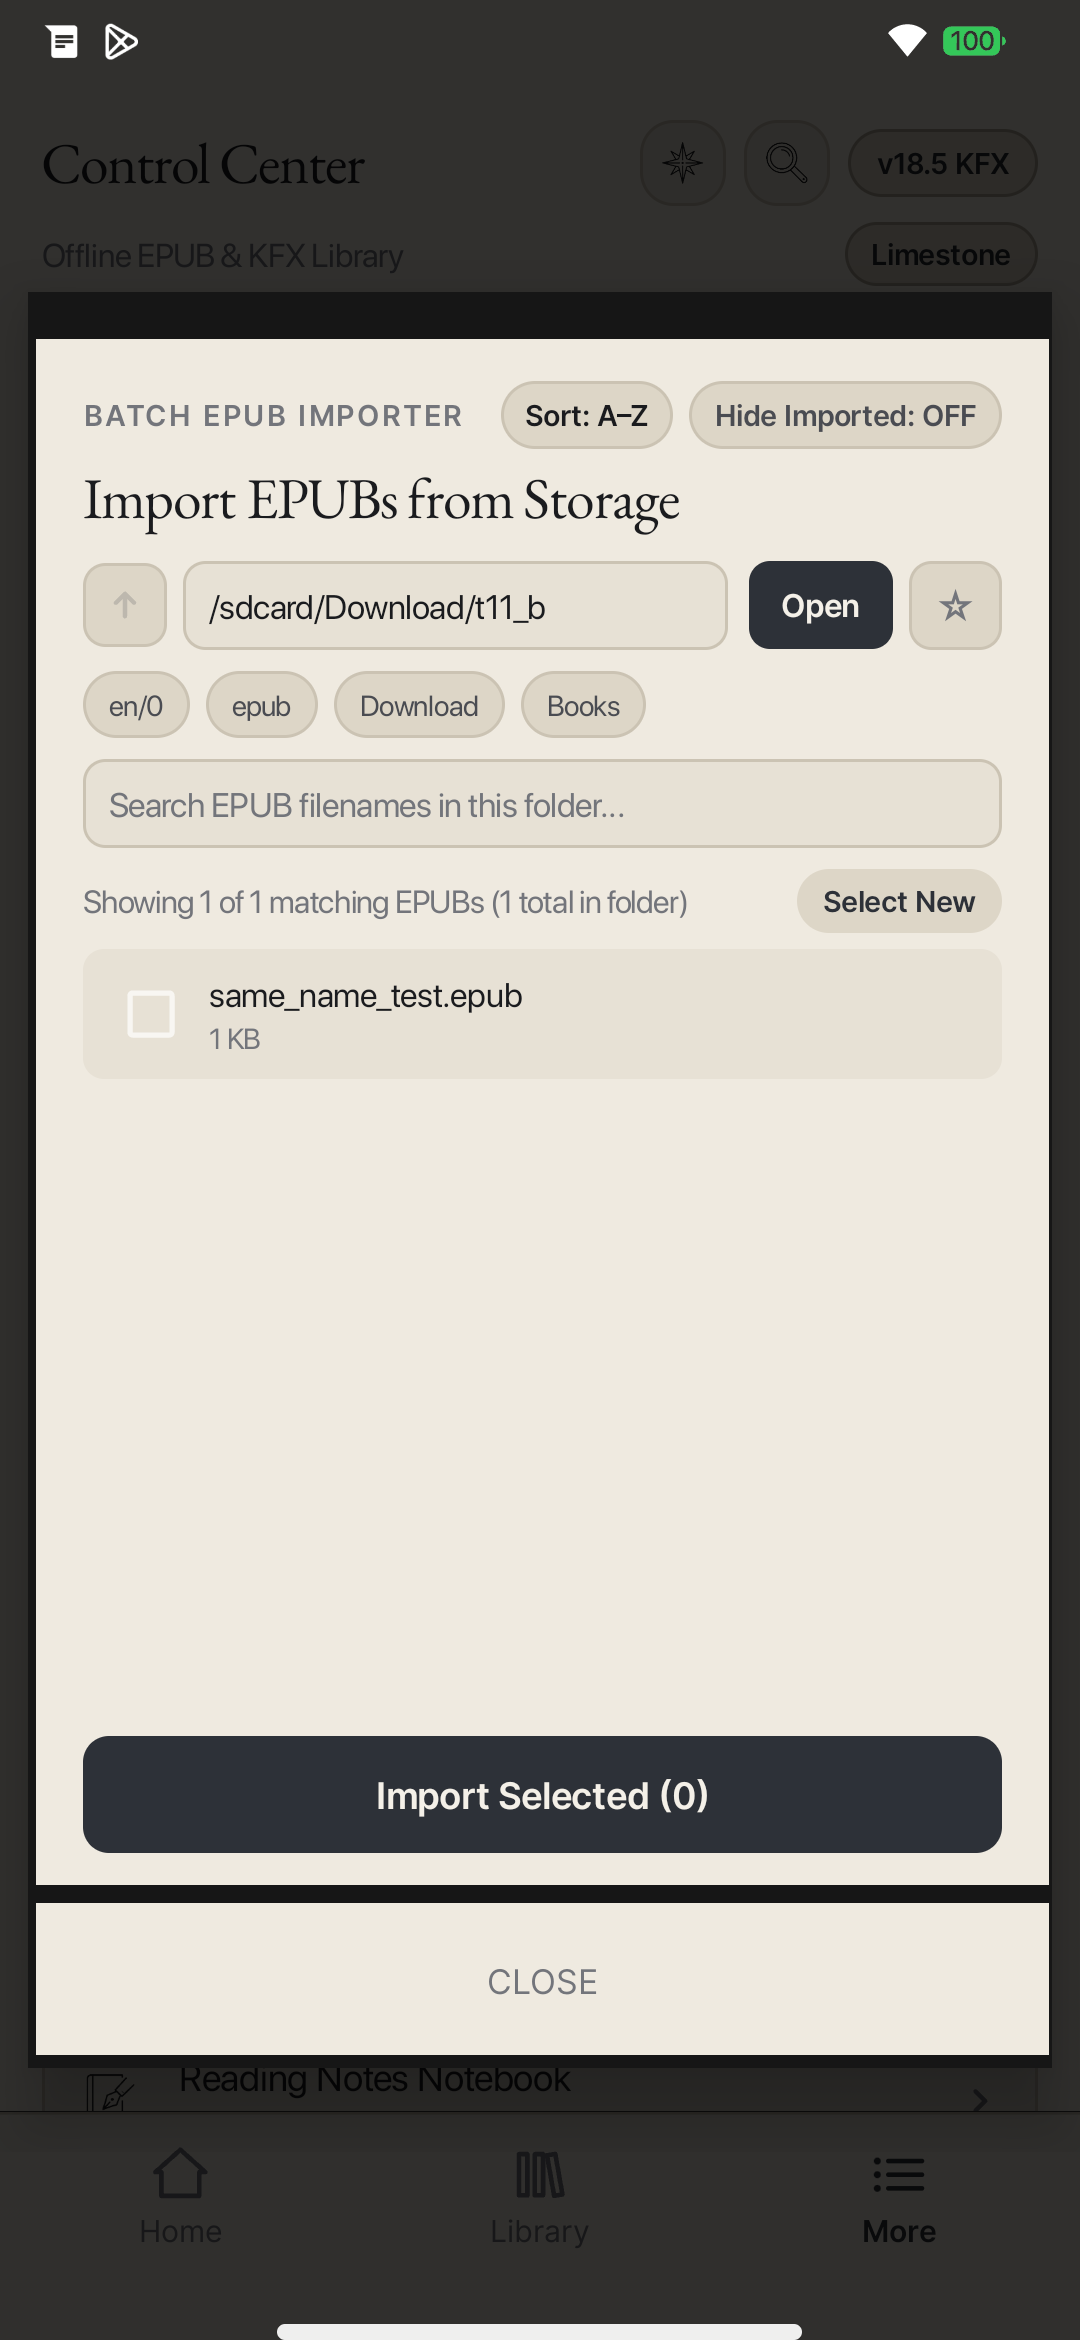 100
Control Center
v18.5 KFX
Offline EPUB & KFX Library
Limestone
BATCH EPUB IMPORTER
Sort: A–Z
Hide Imported: OFF
Import EPUBs from Storage
/sdcard/Download/t11_b
Open
en/0
epub
Download
Books
Search EPUB filenames in this folder...
Showing 1 of 1 matching EPUBs (1 total in folder)
Select New
same_name_test.epub
1 KB
Import Selected (0)
CLOSE
Reading Notes Notebook
Home
Library
More